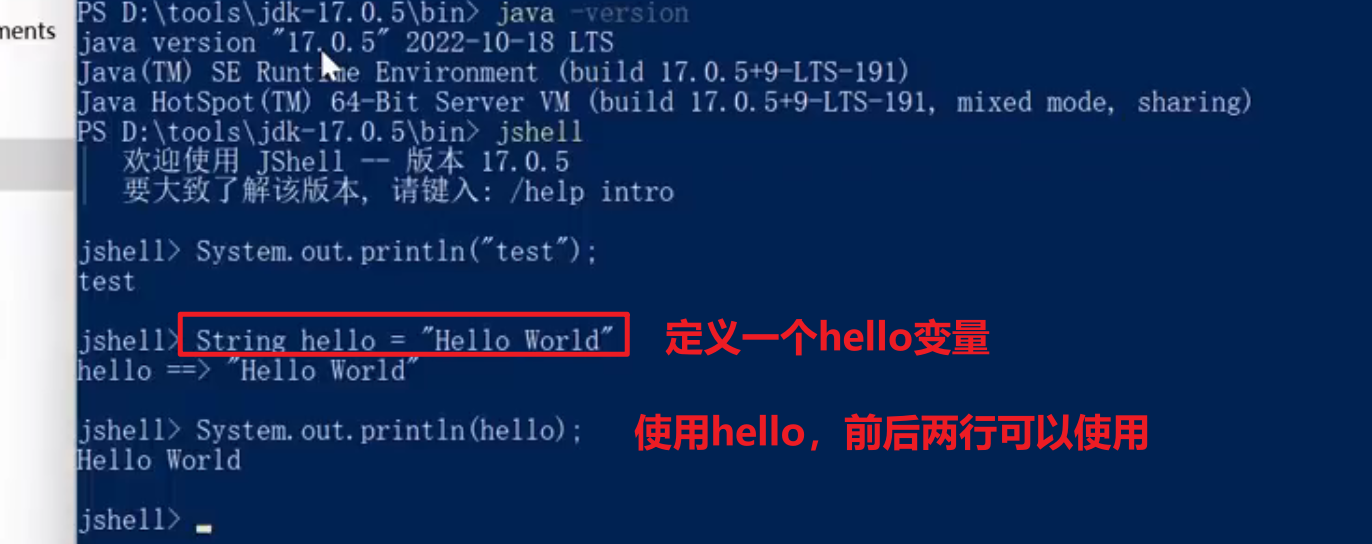 ments
PS D:\tools\jdk-17.0.5\bin> java -version
java version "17.0.5" 2022-10-18 LTS
Java(TM) SE Runtime Environment (build 17.0.5+9-LTS-191)
Java HotSpot(TM) 64-Bit Server VM (build 17.0.5+9-LTS-191, mixed mode, sharing)
PS D:\tools\jdk-17.0.5\bin> jshell
|  欢迎使用 JShell -- 版本 17.0.5
|  要大致了解该版本, 请键入: /help intro
jshell> System.out.println("test");
test
jshell> String hello = "Hello World" 定义一个hello变量
hello ==> "Hello World"
jshell> System.out.println(hello); 使用hello，前后两行可以使用
Hello World
jshell>